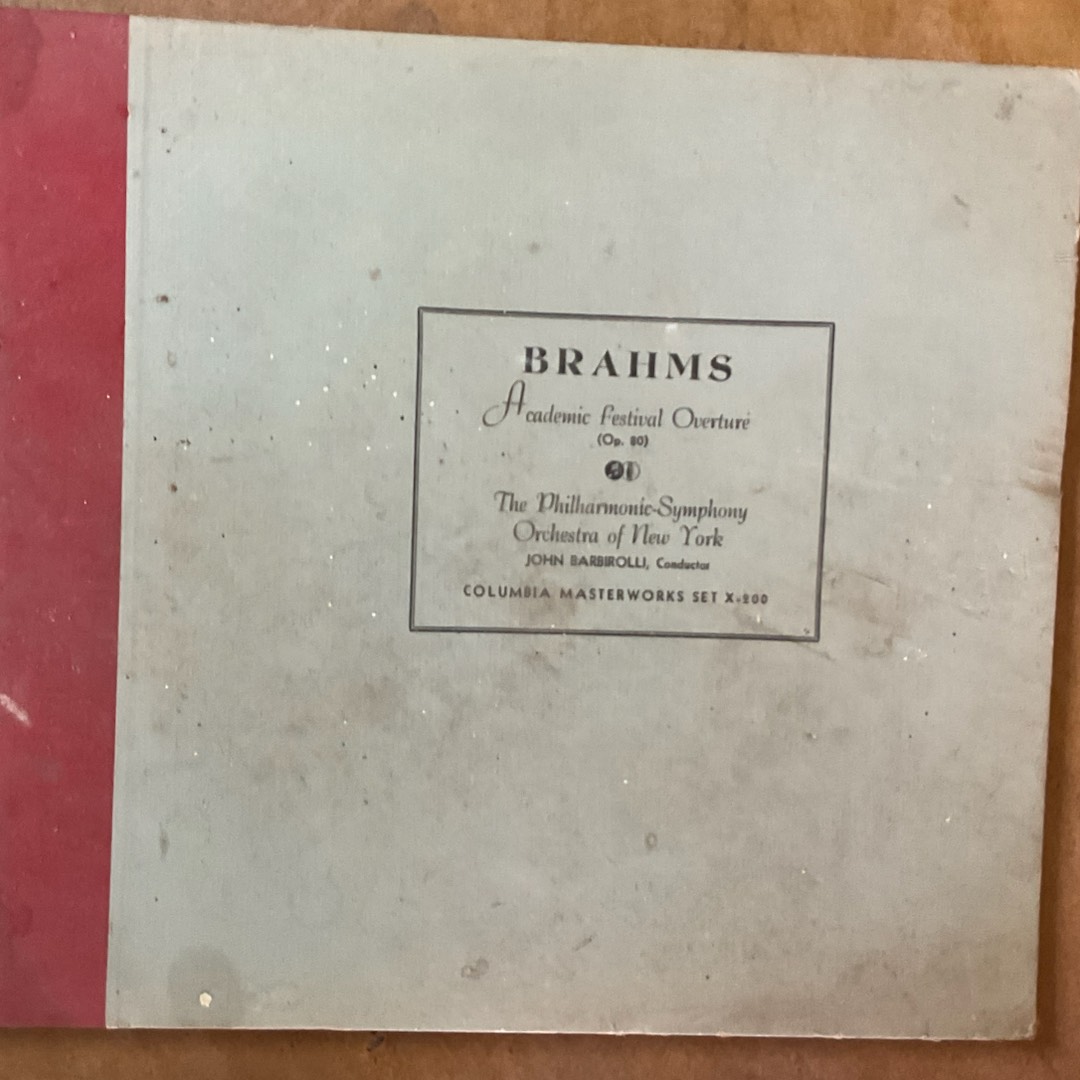 BRAHMS
Academic Festival Overture
(Op. 80)
The Philharmonic-Symphony
Orchestra of New York
JOHN BARBIROLLI, Conductor
COLUMBIA MASTERWORKS SET X-200